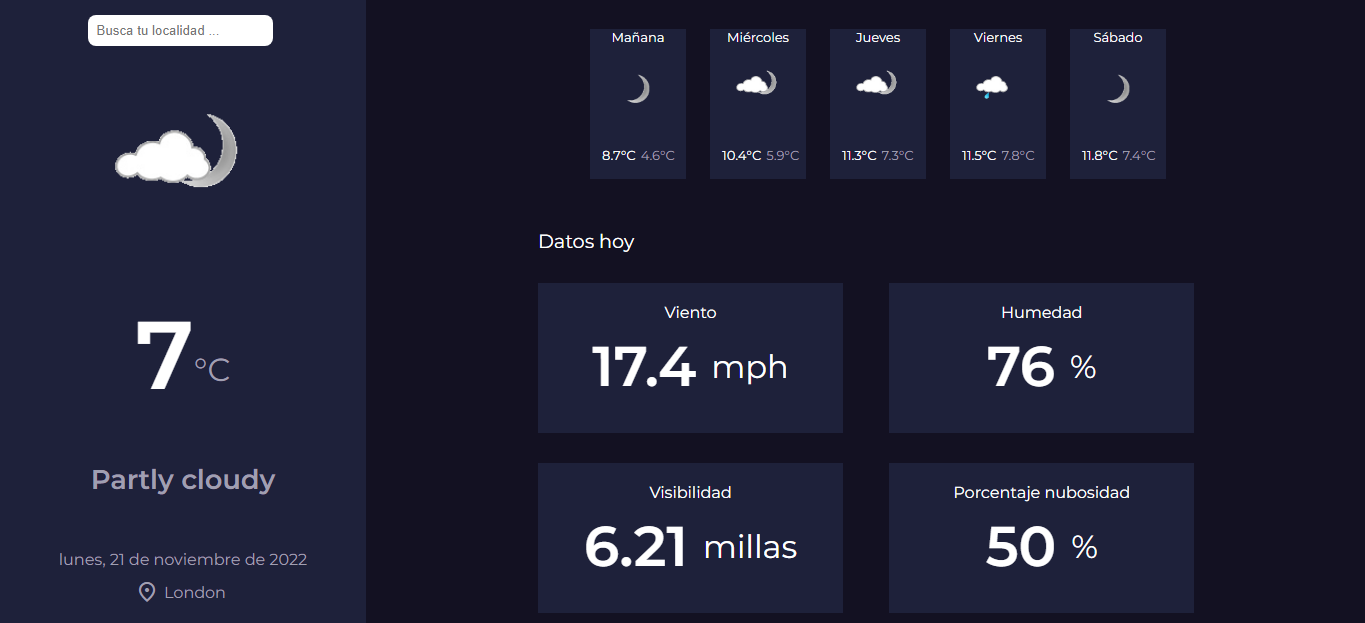 Busca tu localidad ...
7 °C
Partly cloudy
lunes, 21 de noviembre de 2022
London
Mañana
8.7°C 4.6°C
Miércoles
10.4°C 5.9°C
Jueves
11.3°C 7.3°C
Viernes
11.5°C 7.8°C
Sábado
11.8°C 7.4°C
Datos hoy
Viento
17.4 mph
Humedad
76 %
Visibilidad
6.21 millas
Porcentaje nubosidad
50 %